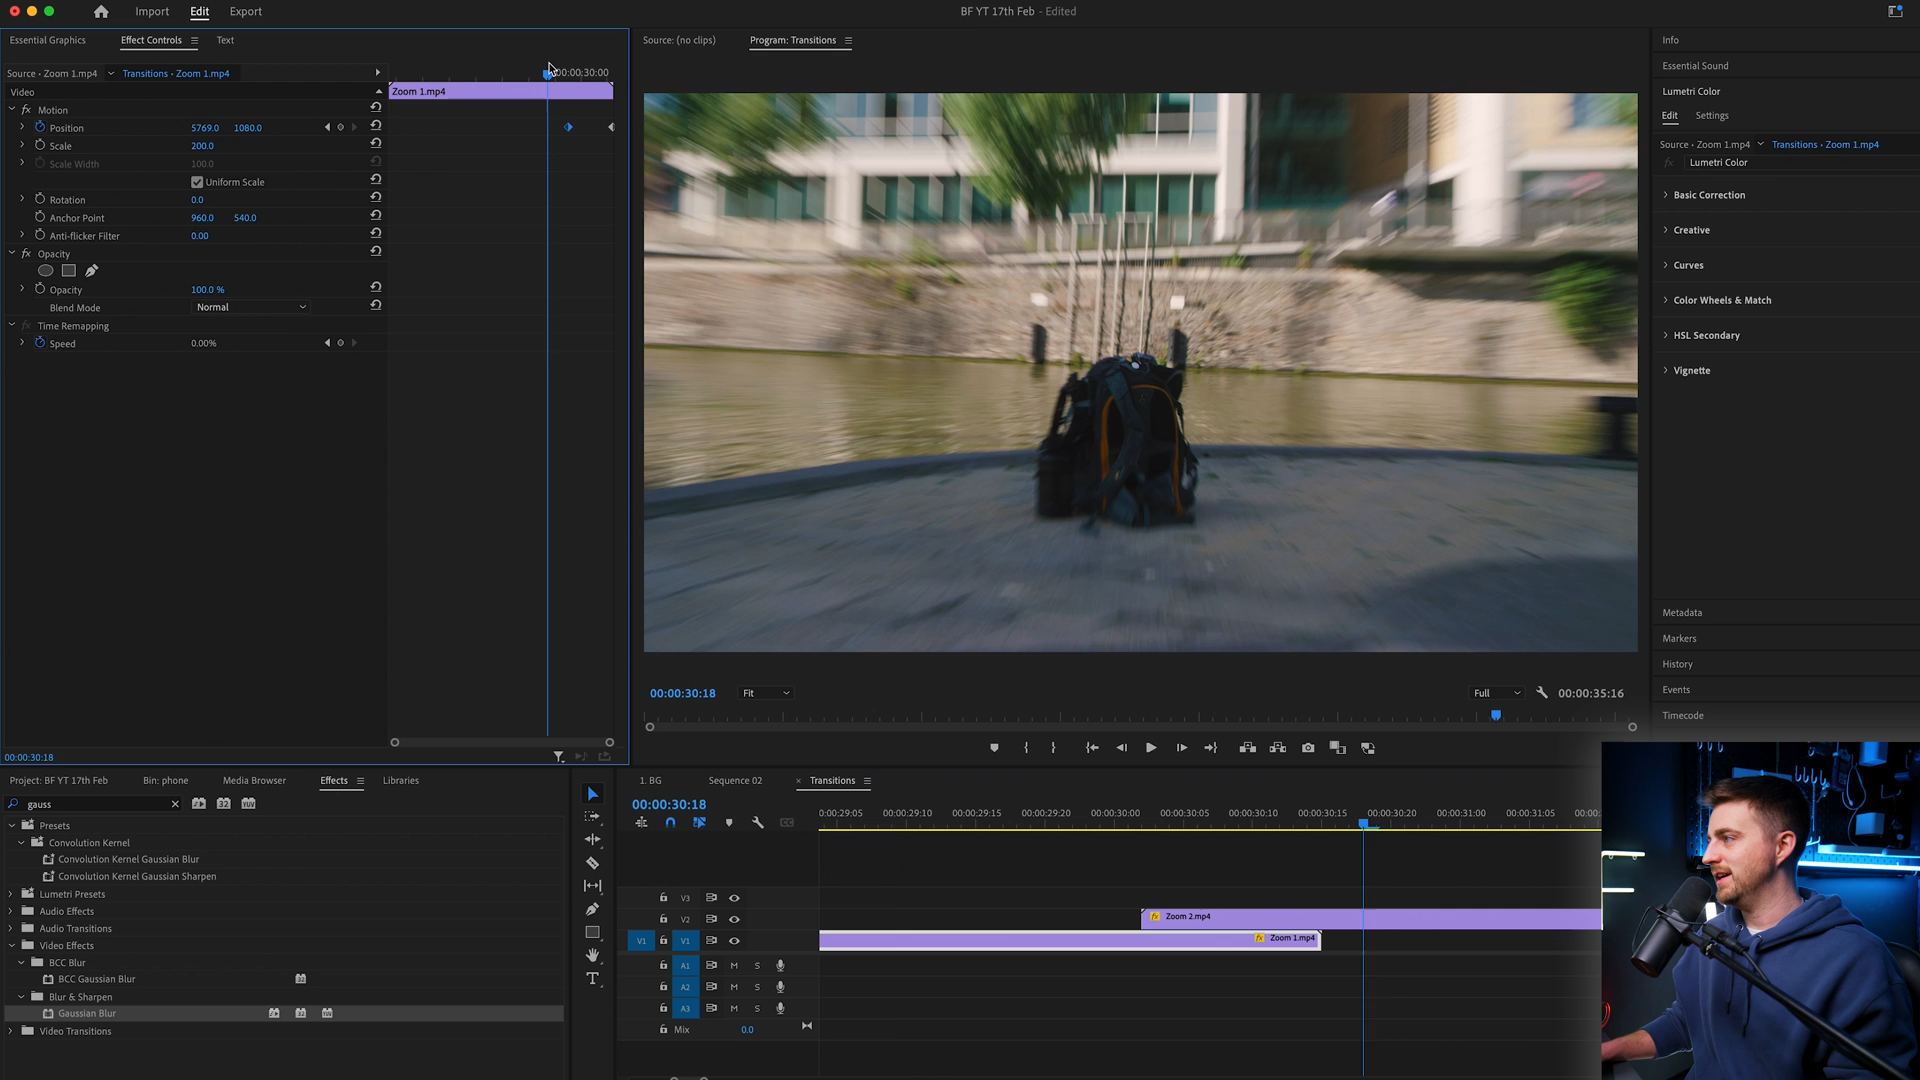 Import
Edit
Export
BF YT 17th Feb - Edited
Essential Graphics
Effect Controls
Text
Source: (no clips)
Program: Transitions
Info
Essential Sound
Lumetri Color
Edit
Settings
Source • Zoom 1.mp4
Transitions • Zoom 1.mp4
Lumetri Color
Basic Correction
Creative
Curves
Color Wheels & Match
HSL Secondary
Vignette
Metadata
Markers
History
Events
Timecode
Source • Zoom 1.mp4
Transitions • Zoom 1.mp4
00:00:30:00
Video
Zoom 1.mp4
fx Motion
Position 5769.0 1080.0
Scale 200.0
Scale Width 100.0
Uniform Scale
Rotation 0.0
Anchor Point 960.0 540.0
Anti-flicker Filter 0.00
fx Opacity
Opacity 100.0 %
Blend Mode Normal
fx Time Remapping
Speed 0.00%
00:00:30:18
00:00:30:18
Fit
Full
00:00:35:16
Project: BF YT 17th Feb
Bin: phone
Media Browser
Effects
Libraries
gauss
Presets
Convolution Kernel
Convolution Kernel Gaussian Blur
Convolution Kernel Gaussian Sharpen
Lumetri Presets
Audio Effects
Audio Transitions
Video Effects
BCC Blur
BCC Gaussian Blur
Blur & Sharpen
Gaussian Blur
Video Transitions
1. BG
Sequence 02
× Transitions
00:00:30:18
0:00:29:05
00:00:29:10
00:00:29:15
00:00:29:20
00:00:30:00
00:00:30:05
00:00:30:10
00:00:30:15
00:00:30:20
00:00:31:00
00:00:31:05
00:00:
V3
V2
fx Zoom 2.mp4
V1 V1
fx Zoom 1.mp4
A1 M S
A2 M S
A3 M S
Mix 0.0